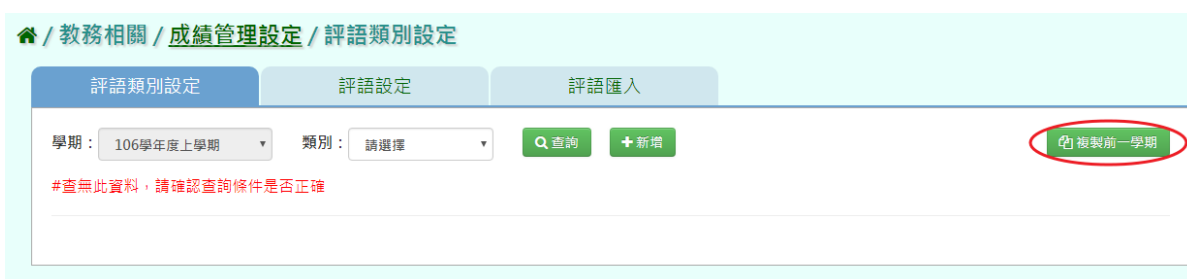 / 教務相關 / 成績管理設定 / 評語類別設定
評語類別設定 評語設定 評語匯入
學期： 106學年度上學期 類別： 請選擇 查詢 新增 複製前一學期
#查無此資料，請確認查詢條件是否正確